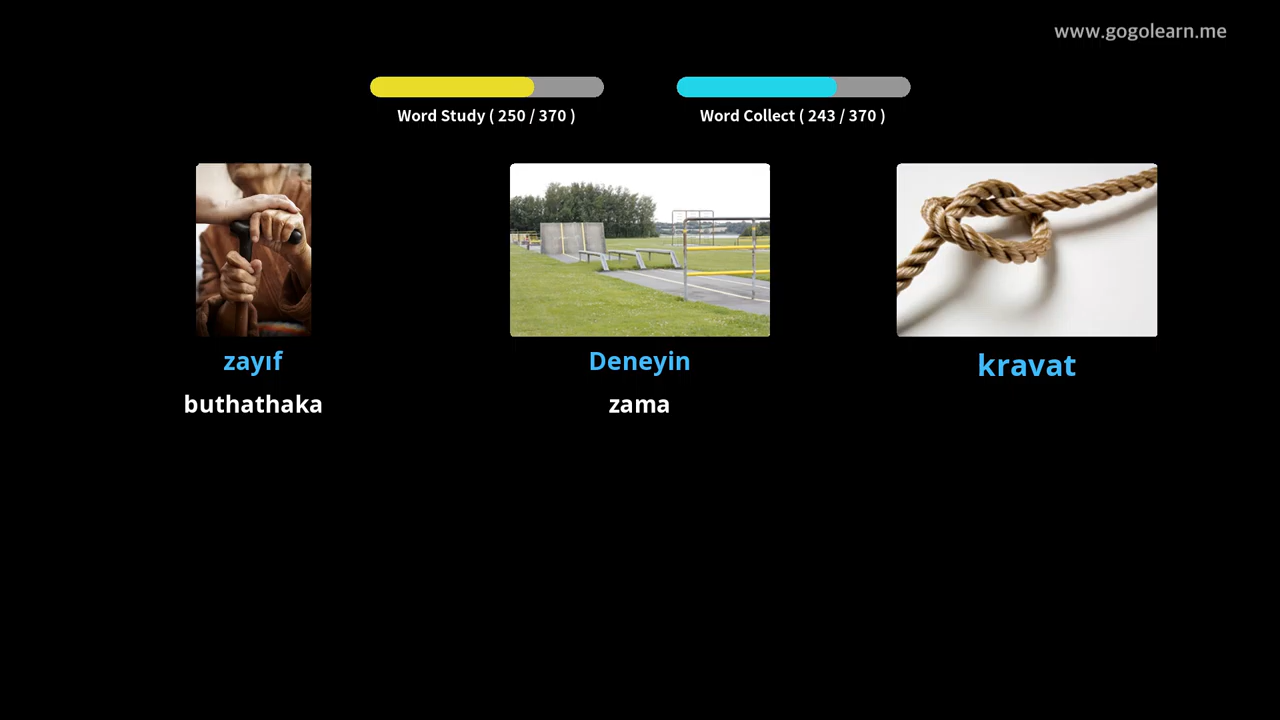 www.gogolearn.me
Word Study ( 250 / 370 )
Word Collect ( 243 / 370 )
zayıf
Deneyin
kravat
buthathaka
zama